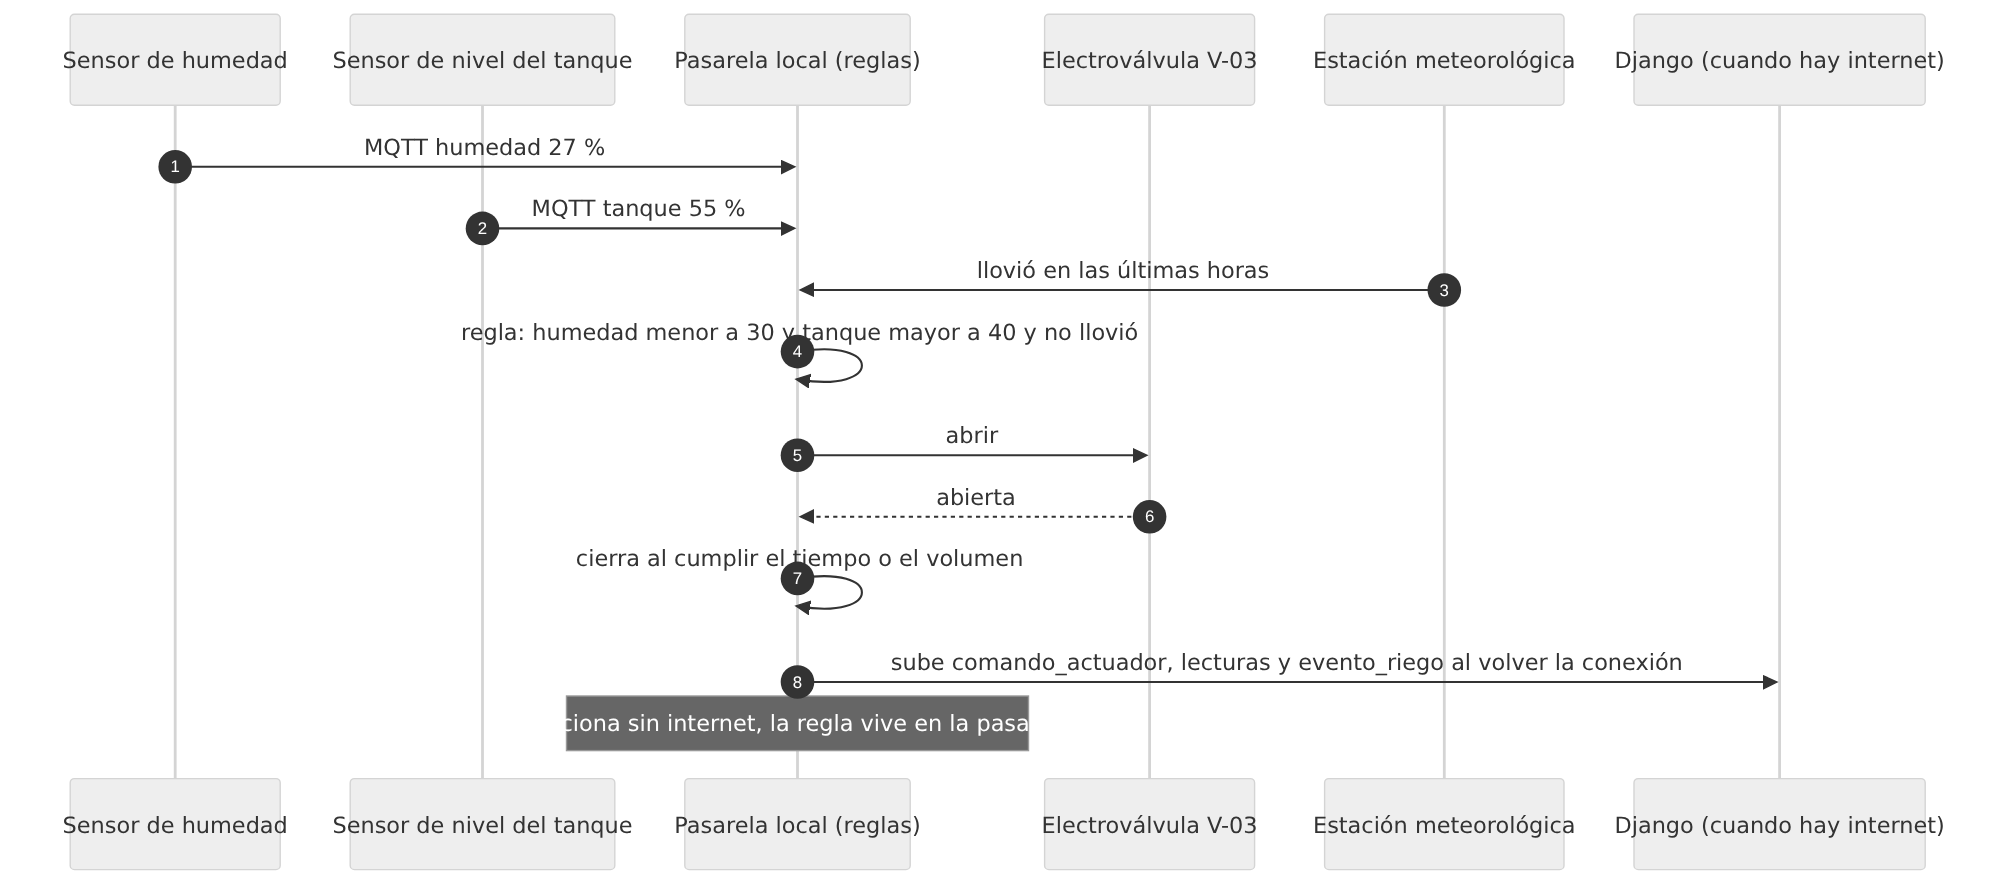 Sensor de humedad
Sensor de nivel del tanque
Pasarela local (reglas)
Electroválvula V-03
Estación meteorológica
Django (cuando hay internet)
MQTT humedad 27 %
1
MQTT tanque 55 %
2
llovió en las últimas horas
3
regla: humedad menor a 30 y tanque mayor a 40 y no llovió
4
abrir
5
abierta
6
cierra al cumplir el tiempo o el volumen
7
sube comando_actuador, lecturas y evento_riego al volver la conexión
8
ciona sin internet, la regla vive en la pasa
Sensor de humedad
Sensor de nivel del tanque
Pasarela local (reglas)
Electroválvula V-03
Estación meteorológica
Django (cuando hay internet)